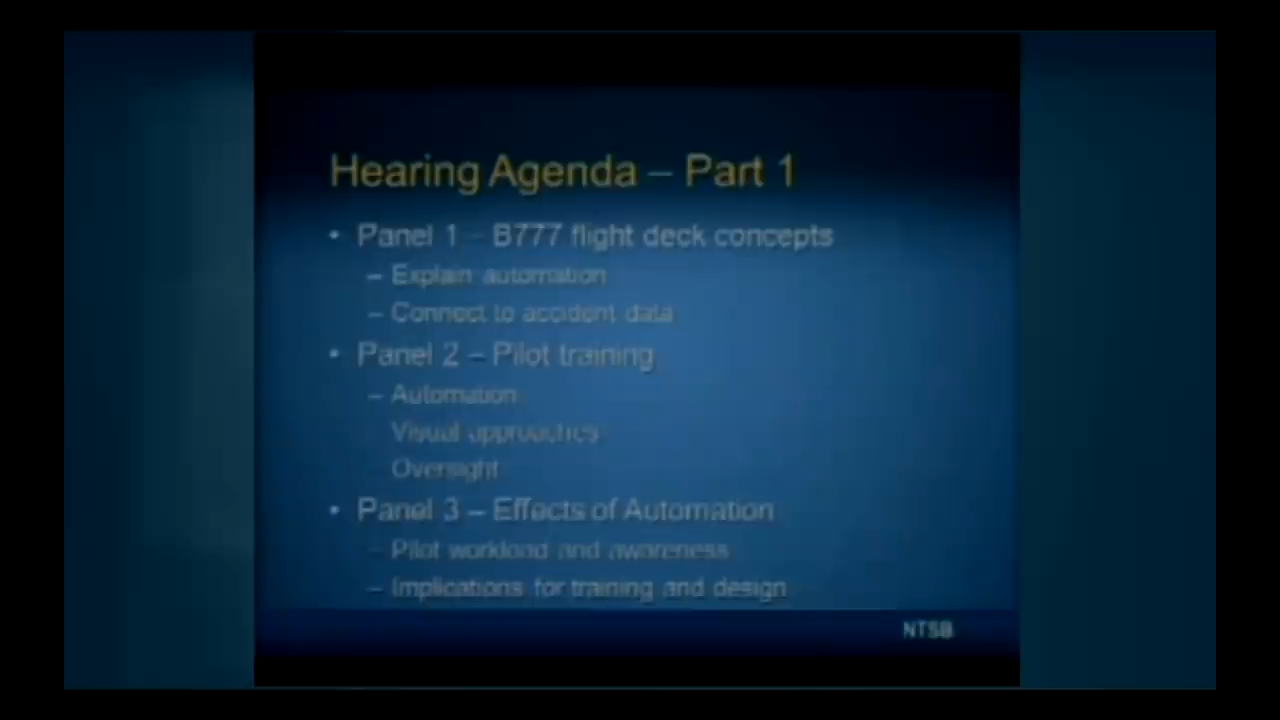 Hearing Agenda – Part 1
• Panel 1 – B777 flight deck concepts
– Explain automation
– Connect to accident data
• Panel 2 – Pilot training
– Automation
– Visual approaches
– Oversight
• Panel 3 – Effects of Automation
– Pilot workload and awareness
– Implications for training and design
NTSB